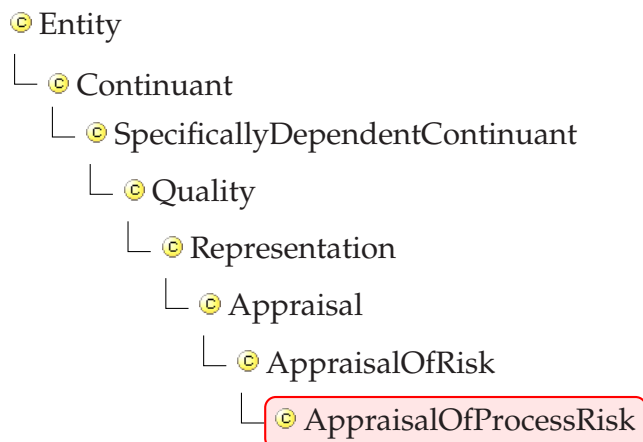 © Entity
© Continuant
© SpecificallyDependentContinuant
© Quality
© Representation
© Appraisal
© AppraisalOfRisk
© AppraisalOfProcessRisk